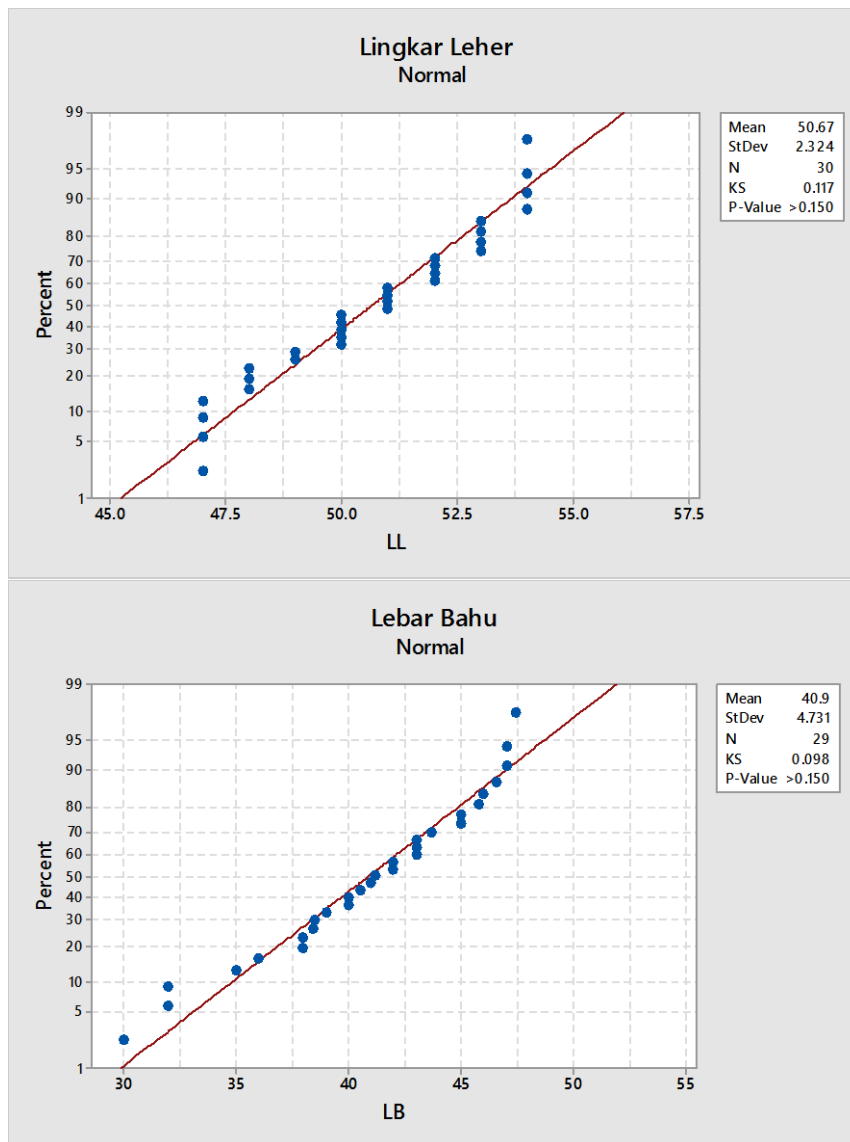 Lingkar Leher
Normal
99
95
90
80
70
60
50
40
30
20
10
5
1
Percent
45.0 47.5 50.0 52.5 55.0 57.5
LL
Mean 50.67
StDev 2.324
N 30
KS 0.117
P-Value >0.150
Lebar Bahu
Normal
99
95
90
80
70
60
50
40
30
20
10
5
1
Percent
30 35 40 45 50 55
LB
Mean 40.9
StDev 4.731
N 29
KS 0.098
P-Value >0.150